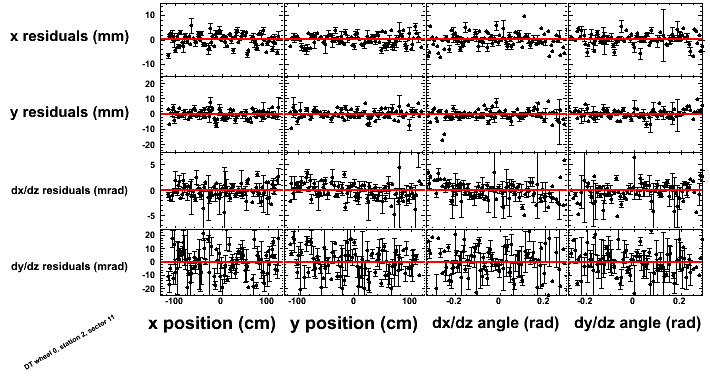 x residuals (mm)
10
0
-10
y residuals (mm)
20
10
0
-10
-20
dx/dz residuals (mrad)
5
0
-5
dy/dz residuals (mrad)
20
10
0
-10
-20
-100 0 100 -100 0 100 -0.2 0 0.2 -0.2 0 0.2
x position (cm) y position (cm) dx/dz angle (rad) dy/dz angle (rad)
DT wheel 0, station 2, sector 11